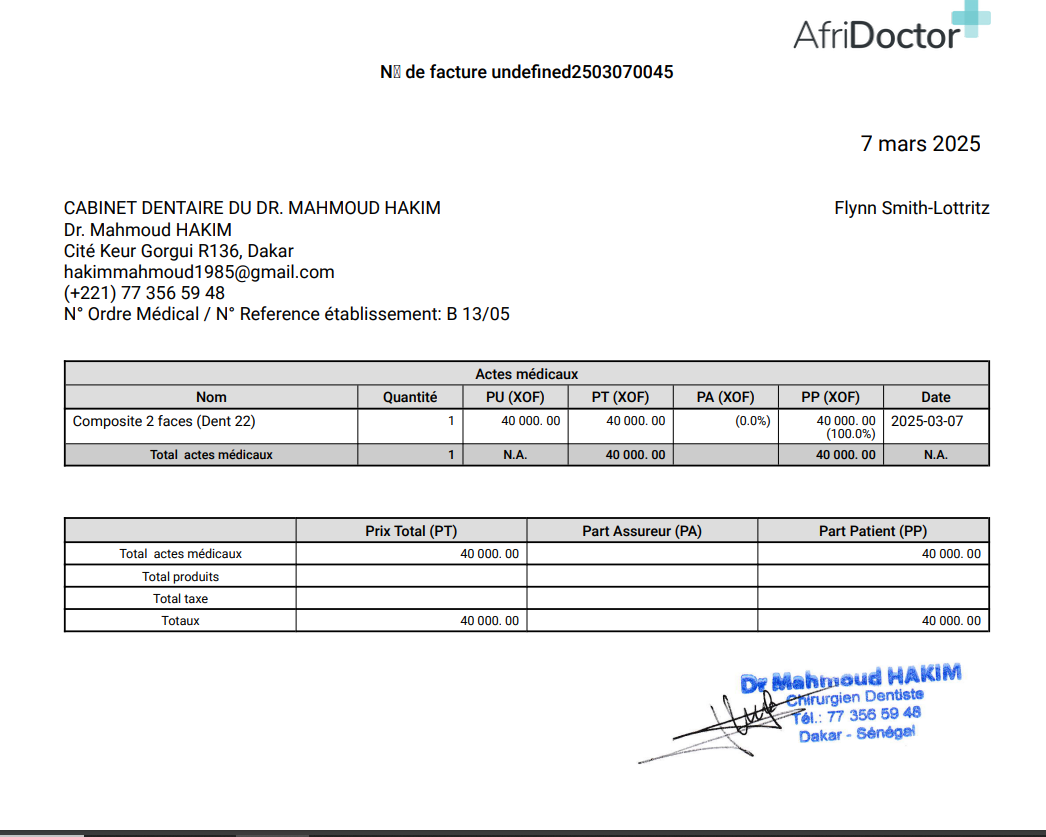 AfriDoctor
N de facture undefined2503070045
7 mars 2025
CABINET DENTAIRE DU DR. MAHMOUD HAKIM
Flynn Smith-Lottritz
Dr. Mahmoud HAKIM
Cité Keur Gorgui R136, Dakar
hakimmahmoud1985@gmail.com
(+221) 77 356 59 48
N° Ordre Médical / N° Reference établissement: B 13/05
Actes médicaux
Nom Quantité PU (XOF) PT (XOF) PA (XOF) PP (XOF) Date
Composite 2 faces (Dent 22) 1 40 000. 00 40 000. 00 (0.0%) 40 000. 00 2025-03-07
(100.0%)
Total actes médicaux 1 N.A. 40 000. 00 40 000. 00 N.A.
Prix Total (PT) Part Assureur (PA) Part Patient (PP)
Total actes médicaux 40 000. 00 40 000. 00
Total produits
Total taxe
Totaux 40 000. 00 40 000. 00
Dr Mahmoud HAKIM
Chirurgien Dentiste
Tél.: 77 356 59 48
Dakar - Sénégal